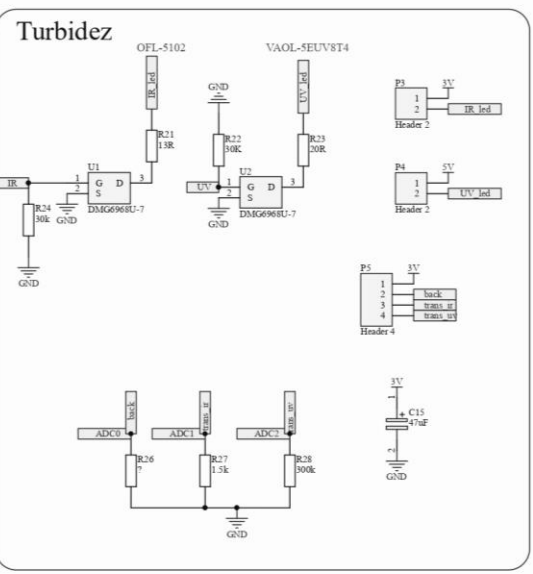 Turbidez
OFL-5102
VAOL-5EUV8T4
IR_led
UV_led
GND
P3
3V
1
2
IR_led
Header 2
R21
13R
R22
30K
R23
20R
U1
IR
1
2
G D
S
3
DMG6968U-7
R24
30k
GND
GND
U2
UV
1
2
G D
S
3
DMG6968U-7
GND
P4
5V
1
2
UV_led
Header 2
P5
3V
1
2
3
4
back
trans_ir
trans_uv
Header 4
back
trans_ir
ADC0
ADC1
ADC2
R26
?
R27
1.5k
R28
300k
GND
3V
1
+
C15
47uF
2
GND